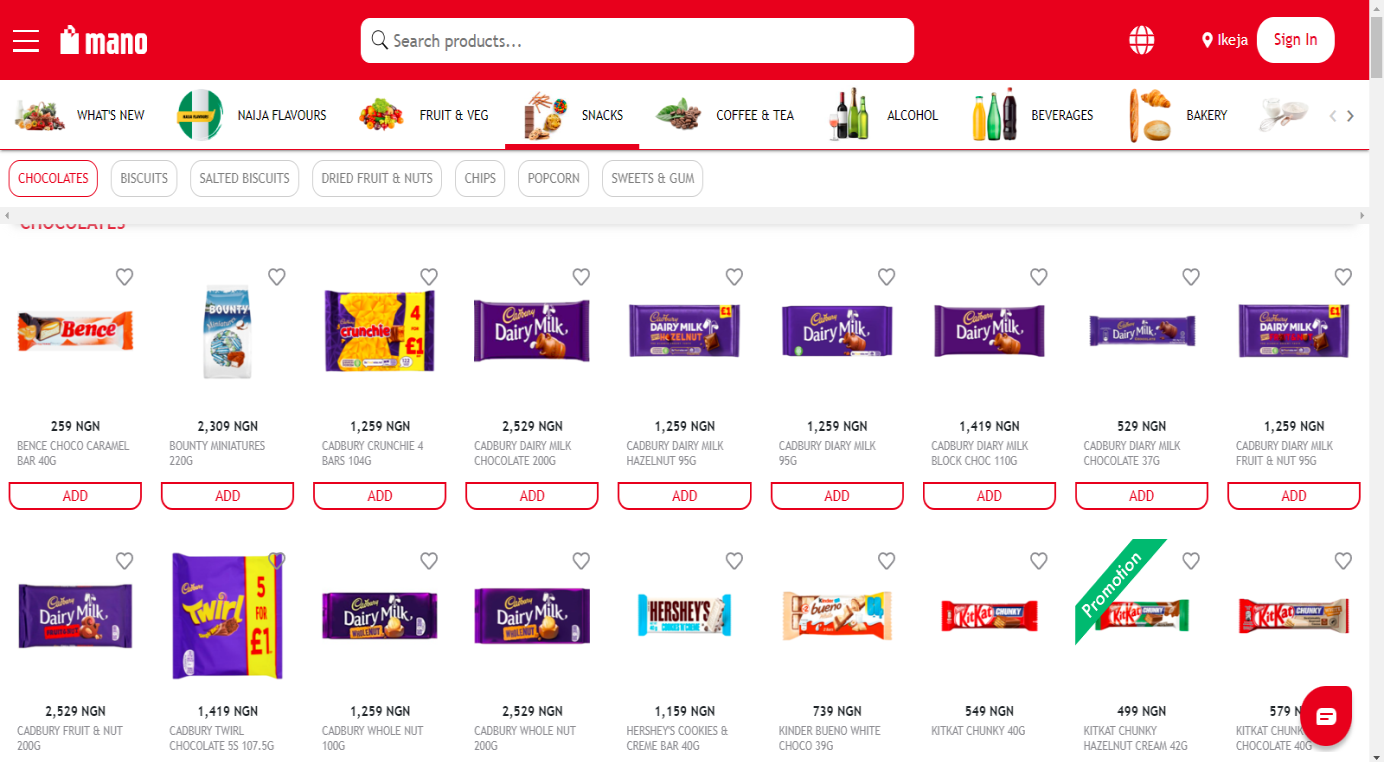 mano
Search products...
Ikeja
Sign In
WHAT'S NEW
NAIJA FLAVOURS
FRUIT & VEG
SNACKS
COFFEE & TEA
ALCOHOL
BEVERAGES
BAKERY
CHOCOLATES
BISCUITS
SALTED BISCUITS
DRIED FRUIT & NUTS
CHIPS
POPCORN
SWEETS & GUM
CHOCOLATES
Bence
BOUNTY
Miniatures
Cadbury
crunchie
4
FOR
£1
Cadbury
Dairy Milk
Cadbury
DAIRY MILK
HAZELNUT
£1
Cadbury
Dairy Milk
Cadbury
Dairy Milk
Cadbury
Dairy Milk
Cadbury
DAIRY MILK
£1
259 NGN
BENCE CHOCO CARAMEL
BAR 40G
ADD
2,309 NGN
BOUNTY MINIATURES
220G
ADD
1,259 NGN
CADBURY CRUNCHIE 4
BARS 104G
ADD
2,529 NGN
CADBURY DAIRY MILK
CHOCOLATE 200G
ADD
1,259 NGN
CADBURY DAIRY MILK
HAZELNUT 95G
ADD
1,259 NGN
CADBURY DIARY MILK
95G
ADD
1,419 NGN
CADBURY DIARY MILK
BLOCK CHOC 110G
ADD
529 NGN
CADBURY DIARY MILK
CHOCOLATE 37G
ADD
1,259 NGN
CADBURY DIARY MILK
FRUIT & NUT 95G
ADD
Cadbury
Dairy Milk
Cadbury
Twirl
5
FOR
£1
Cadbury
Dairy Milk
WHOLENUT
Cadbury
Dairy Milk
WHOLENUT
HERSHEY'S
COOKIES 'N' CREME
Kinder
bueno
KitKat
CHUNKY
Promotion
KitKat
CHUNKY
KitKat
CHUNKY
2,529 NGN
CADBURY FRUIT & NUT
200G
1,419 NGN
CADBURY TWIRL
CHOCOLATE 5S 107.5G
1,259 NGN
CADBURY WHOLE NUT
100G
2,529 NGN
CADBURY WHOLE NUT
200G
1,159 NGN
HERSHEY'S COOKIES &
CREME BAR 40G
739 NGN
KINDER BUENO WHITE
CHOCO 39G
549 NGN
KITKAT CHUNKY 40G
499 NGN
KITKAT CHUNKY
HAZELNUT CREAM 42G
579 N
KITKAT CHUNK
CHOCOLATE 40G